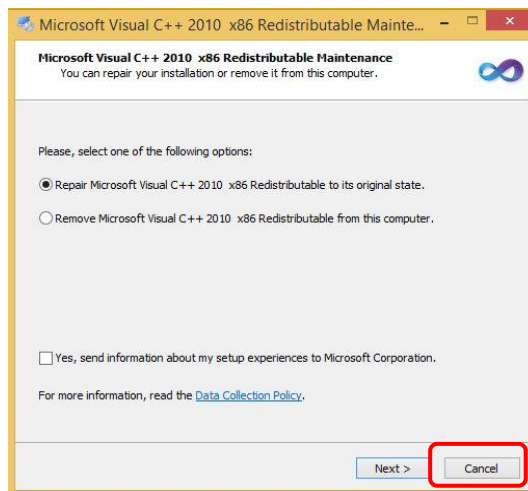 Microsoft Visual C++ 2010  x86 Redistributable Mainte...
Microsoft Visual C++ 2010  x86 Redistributable Maintenance
You can repair your installation or remove it from this computer.
Please, select one of the following options:
Repair Microsoft Visual C++ 2010  x86 Redistributable to its original state.
Remove Microsoft Visual C++ 2010  x86 Redistributable from this computer.
Yes, send information about my setup experiences to Microsoft Corporation.
For more information, read the Data Collection Policy.
Next > Cancel